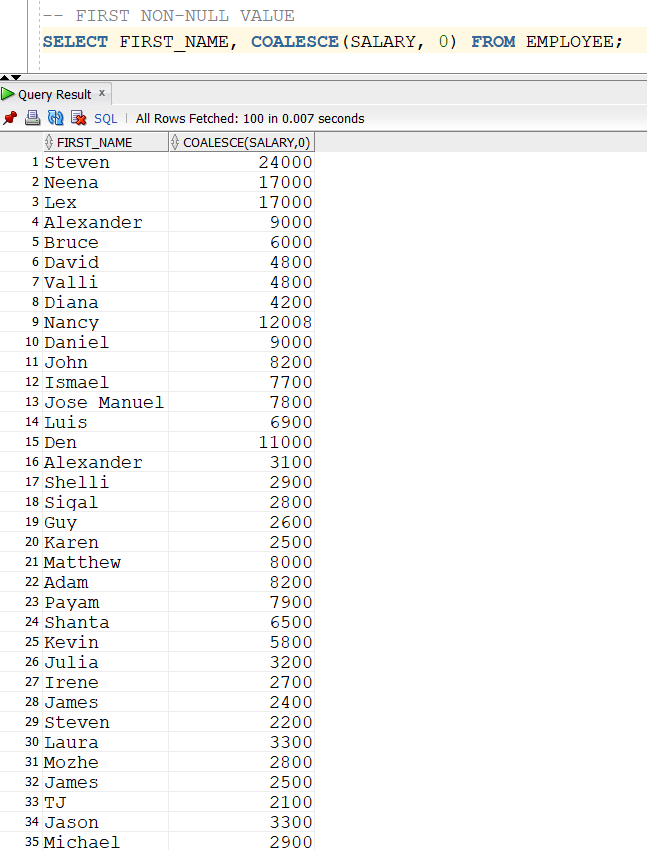 -- FIRST NON-NULL VALUE
SELECT FIRST_NAME, COALESCE(SALARY, 0) FROM EMPLOYEE;
Query Result x
SQL | All Rows Fetched: 100 in 0.007 seconds
FIRST_NAME COALESCE(SALARY,0)
1 Steven 24000
2 Neena 17000
3 Lex 17000
4 Alexander 9000
5 Bruce 6000
6 David 4800
7 Valli 4800
8 Diana 4200
9 Nancy 12008
10 Daniel 9000
11 John 8200
12 Ismael 7700
13 Jose Manuel 7800
14 Luis 6900
15 Den 11000
16 Alexander 3100
17 Shelli 2900
18 Sigal 2800
19 Guy 2600
20 Karen 2500
21 Matthew 8000
22 Adam 8200
23 Payam 7900
24 Shanta 6500
25 Kevin 5800
26 Julia 3200
27 Irene 2700
28 James 2400
29 Steven 2200
30 Laura 3300
31 Mozhe 2800
32 James 2500
33 TJ 2100
34 Jason 3300
35 Michael 2900